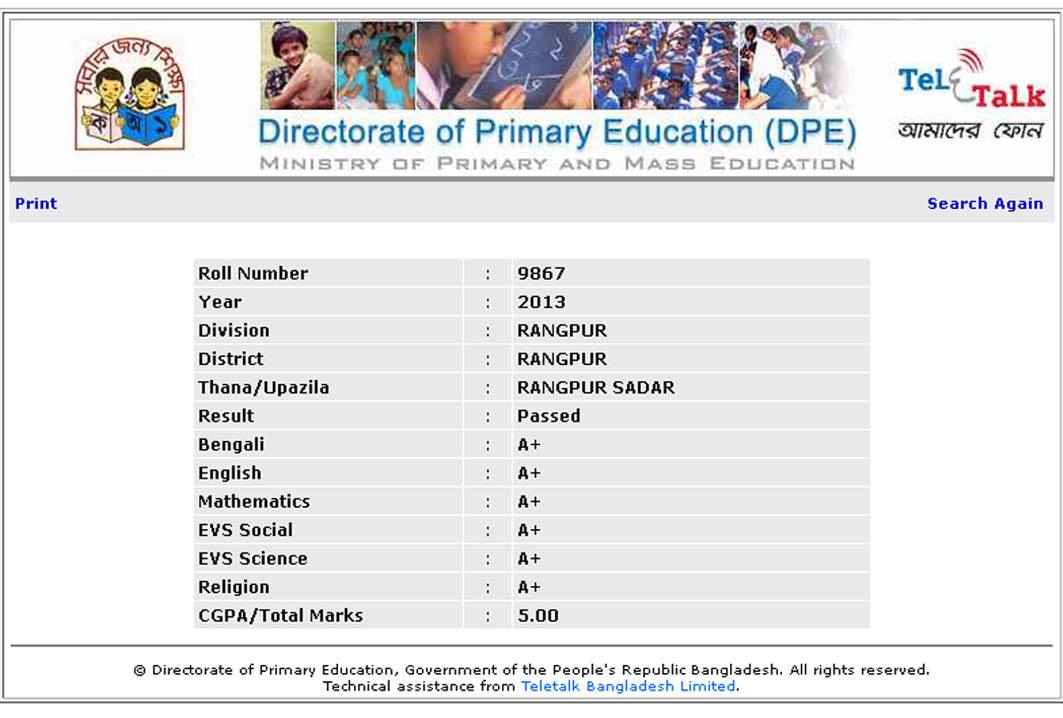 সবার জন্য শিক্ষা
ক অ ১
Directorate of Primary Education (DPE)
MINISTRY OF PRIMARY AND MASS EDUCATION
TeleTalk
আমাদের ফোন
Print Search Again
Roll Number : 9867
Year : 2013
Division : RANGPUR
District : RANGPUR
Thana/Upazila : RANGPUR SADAR
Result : Passed
Bengali : A+
English : A+
Mathematics : A+
EVS Social : A+
EVS Science : A+
Religion : A+
CGPA/Total Marks : 5.00
© Directorate of Primary Education, Government of the People's Republic Bangladesh. All rights reserved.
Technical assistance from Teletalk Bangladesh Limited.